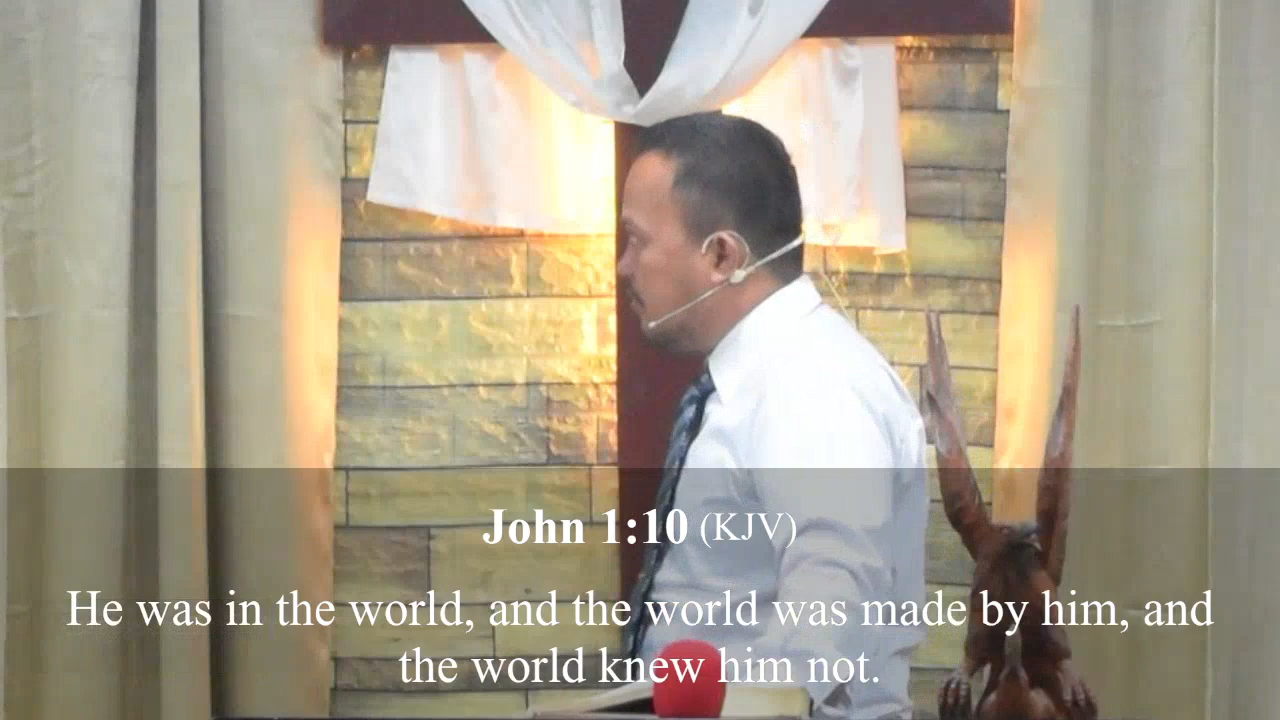 John 1:10 (KJV)
He was in the world, and the world was made by him, and
the world knew him not.